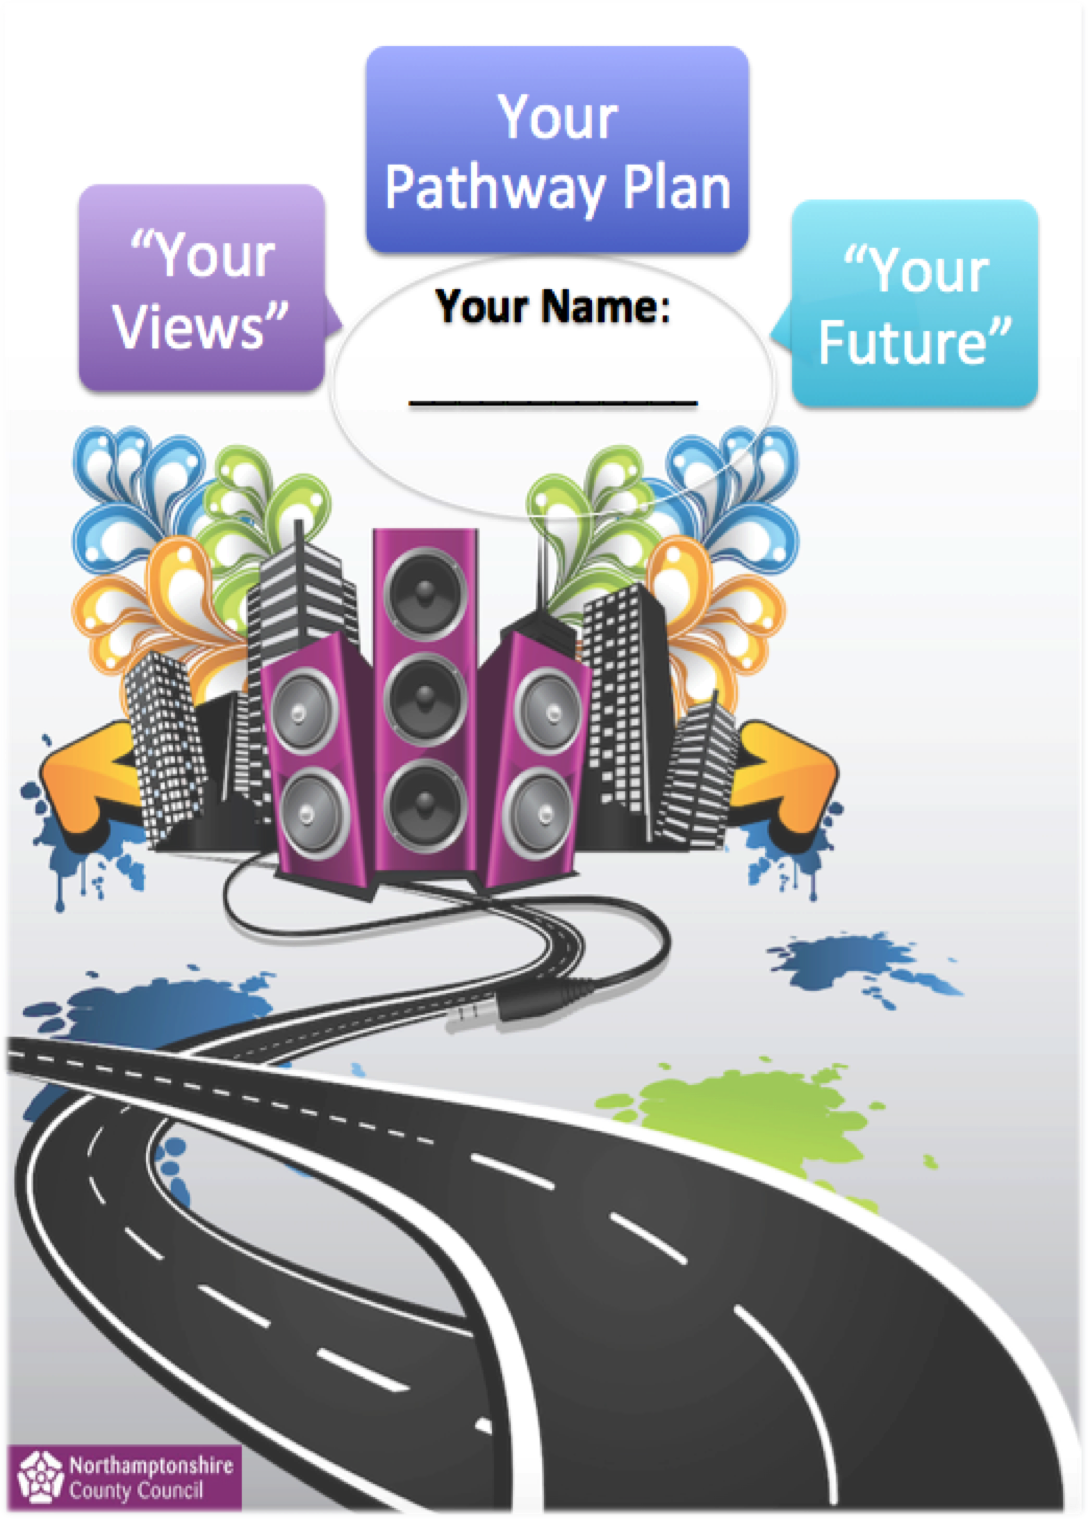 Your
Pathway Plan
“Your
Views”
“Your
Future”
Your Name:
Northamptonshire
County Council